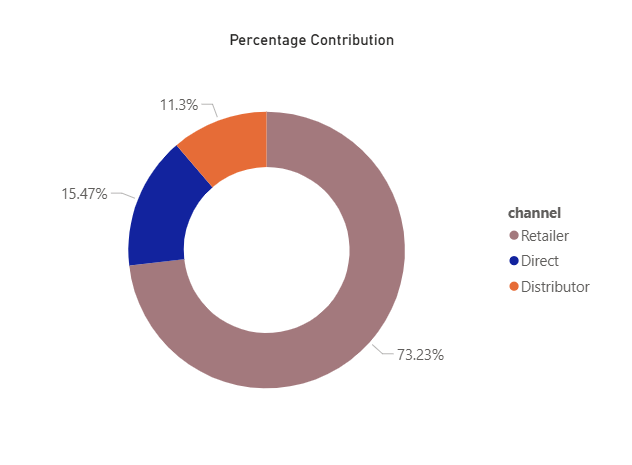 Percentage Contribution
11.3%
15.47%
73.23%
channel
Retailer
Direct
Distributor